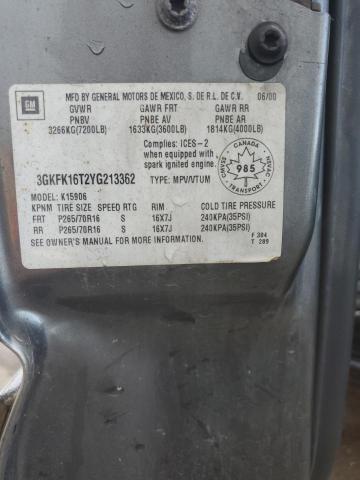 GM
MFD BY GENERAL MOTORS DE MEXICO, S. DE R.L. DE C.V. 06/00
GVWR GAWR FRT GAWR RR
PNBV PNBE AV PNBE AR
3266KG(7200LB) 1633KG(3600LB) 1814KG(4000LB)
Complies: ICES-2
when equipped with
spark ignited engine.
CANADA
985
3GKFK16T2YG213362 TYPE: MPV/VTUM
MODEL: K15906
KPNM TIRE SIZE SPEED RTG RIM COLD TIRE PRESSURE
FRT P265/70R16 S 16X7J 240KPA(35PSI)
RR P265/70R16 S 16X7J 240KPA(35PSI)
SEE OWNER'S MANUAL FOR MORE INFORMATION.
F 304
T 289